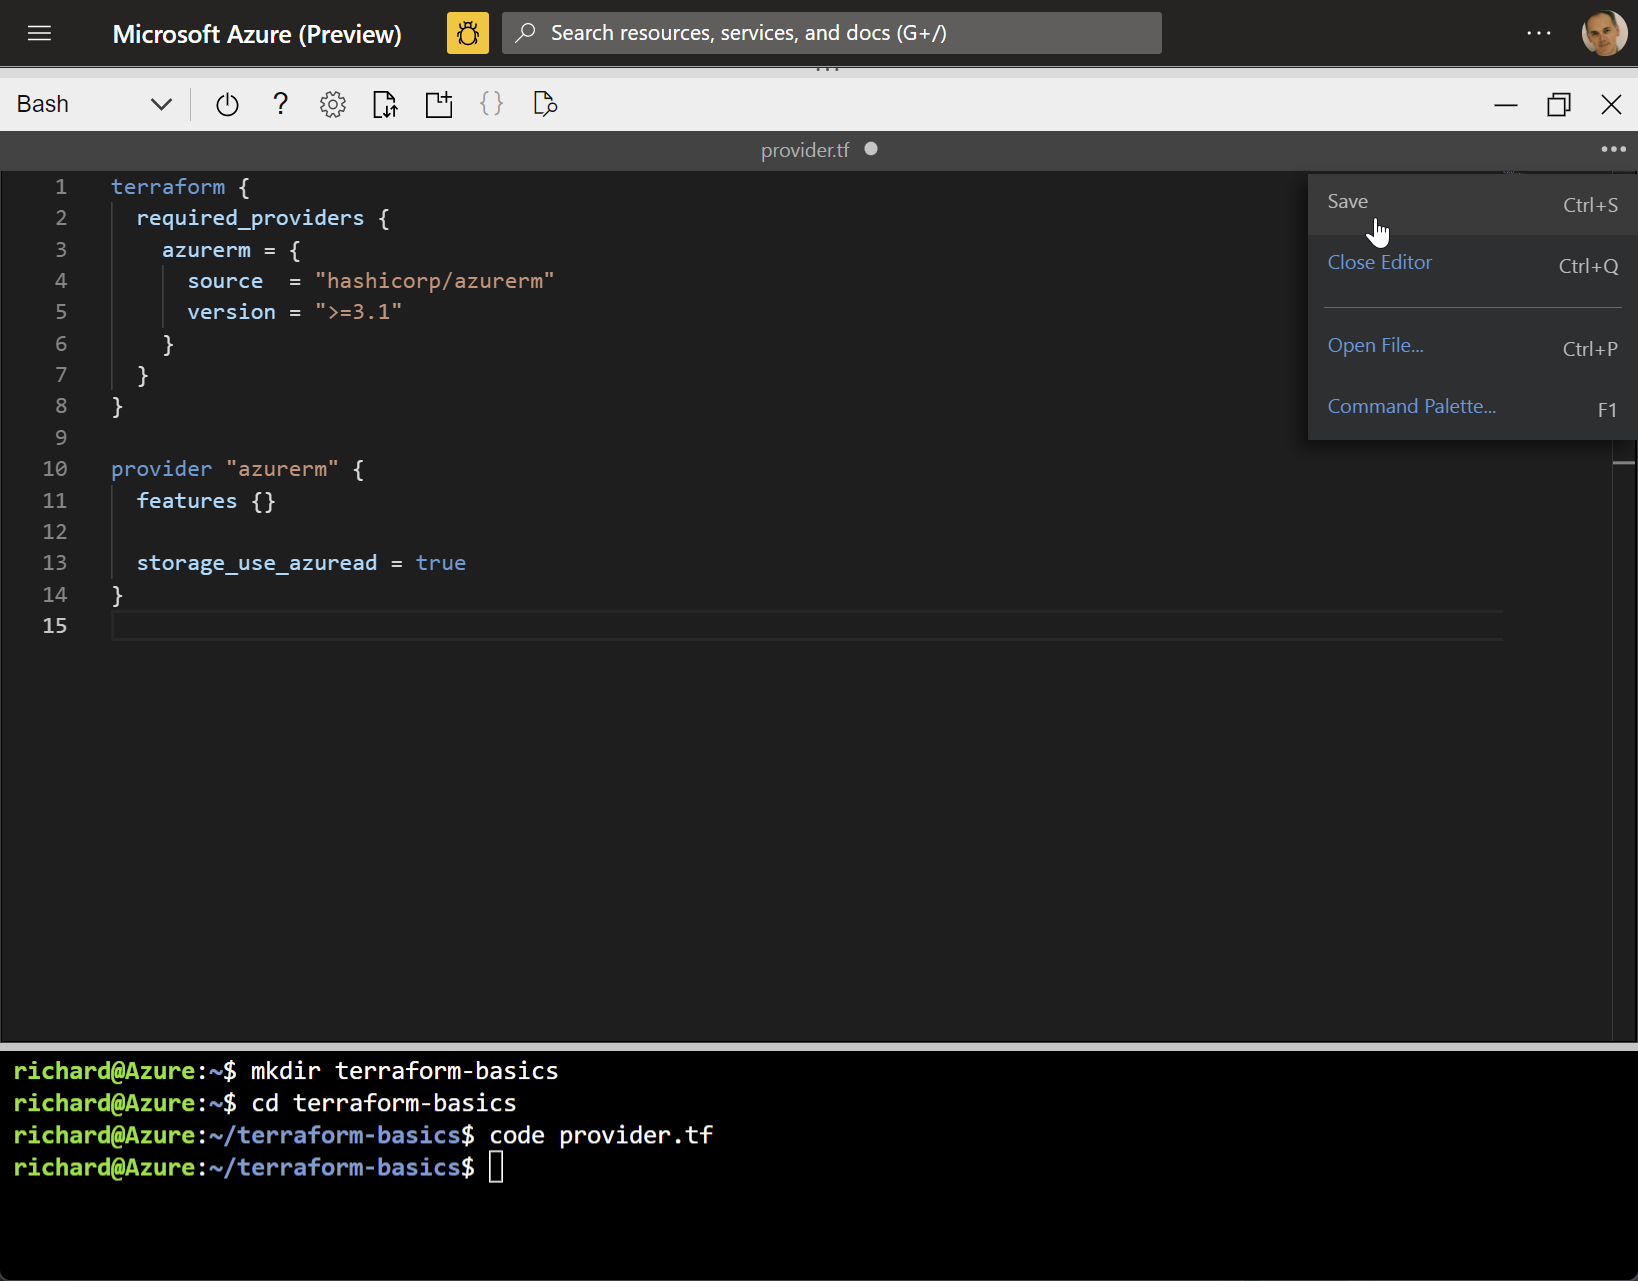 Microsoft Azure (Preview)
Search resources, services, and docs (G+/)
Bash
provider.tf
1 terraform {
2   required_providers {
3     azurerm = {
4       source  = "hashicorp/azurerm"
5       version = ">=3.1"
6     }
7   }
8 }
9
10 provider "azurerm" {
11   features {}
12
13   storage_use_azuread = true
14 }
15
Save Ctrl+S
Close Editor Ctrl+Q
Open File... Ctrl+P
Command Palette... F1
richard@Azure:~$ mkdir terraform-basics
richard@Azure:~$ cd terraform-basics
richard@Azure:~/terraform-basics$ code provider.tf
richard@Azure:~/terraform-basics$